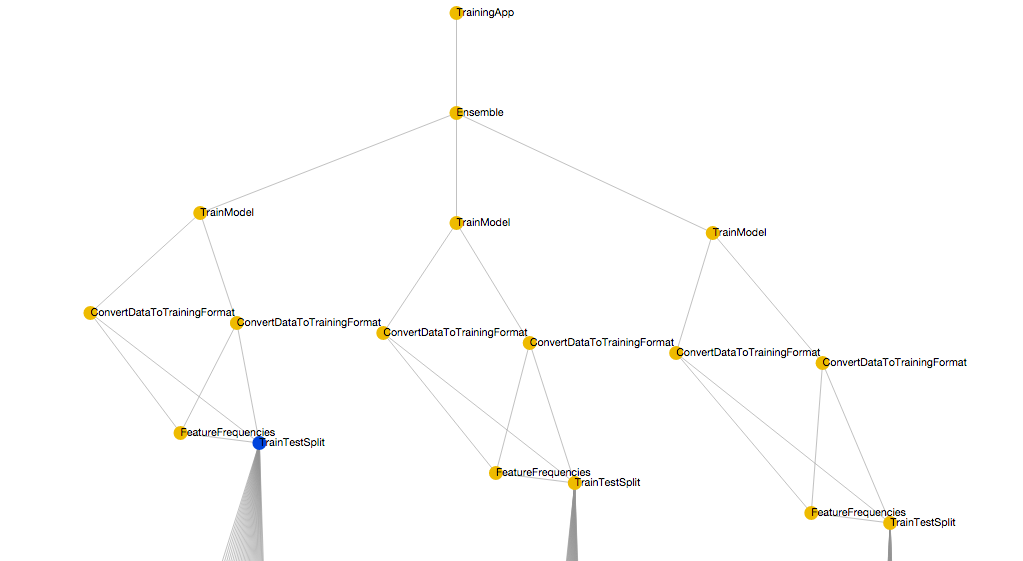 TrainingApp
Ensemble
TrainModel
TrainModel
TrainModel
ConvertDataToTrainingFormat
ConvertDataToTrainingFormat
ConvertDataToTrainingFormat
ConvertDataToTrainingFormat
ConvertDataToTrainingFormat
ConvertDataToTrainingFormat
FeatureFrequencies
TrainTestSplit
FeatureFrequencies
TrainTestSplit
FeatureFrequencies
TrainTestSplit